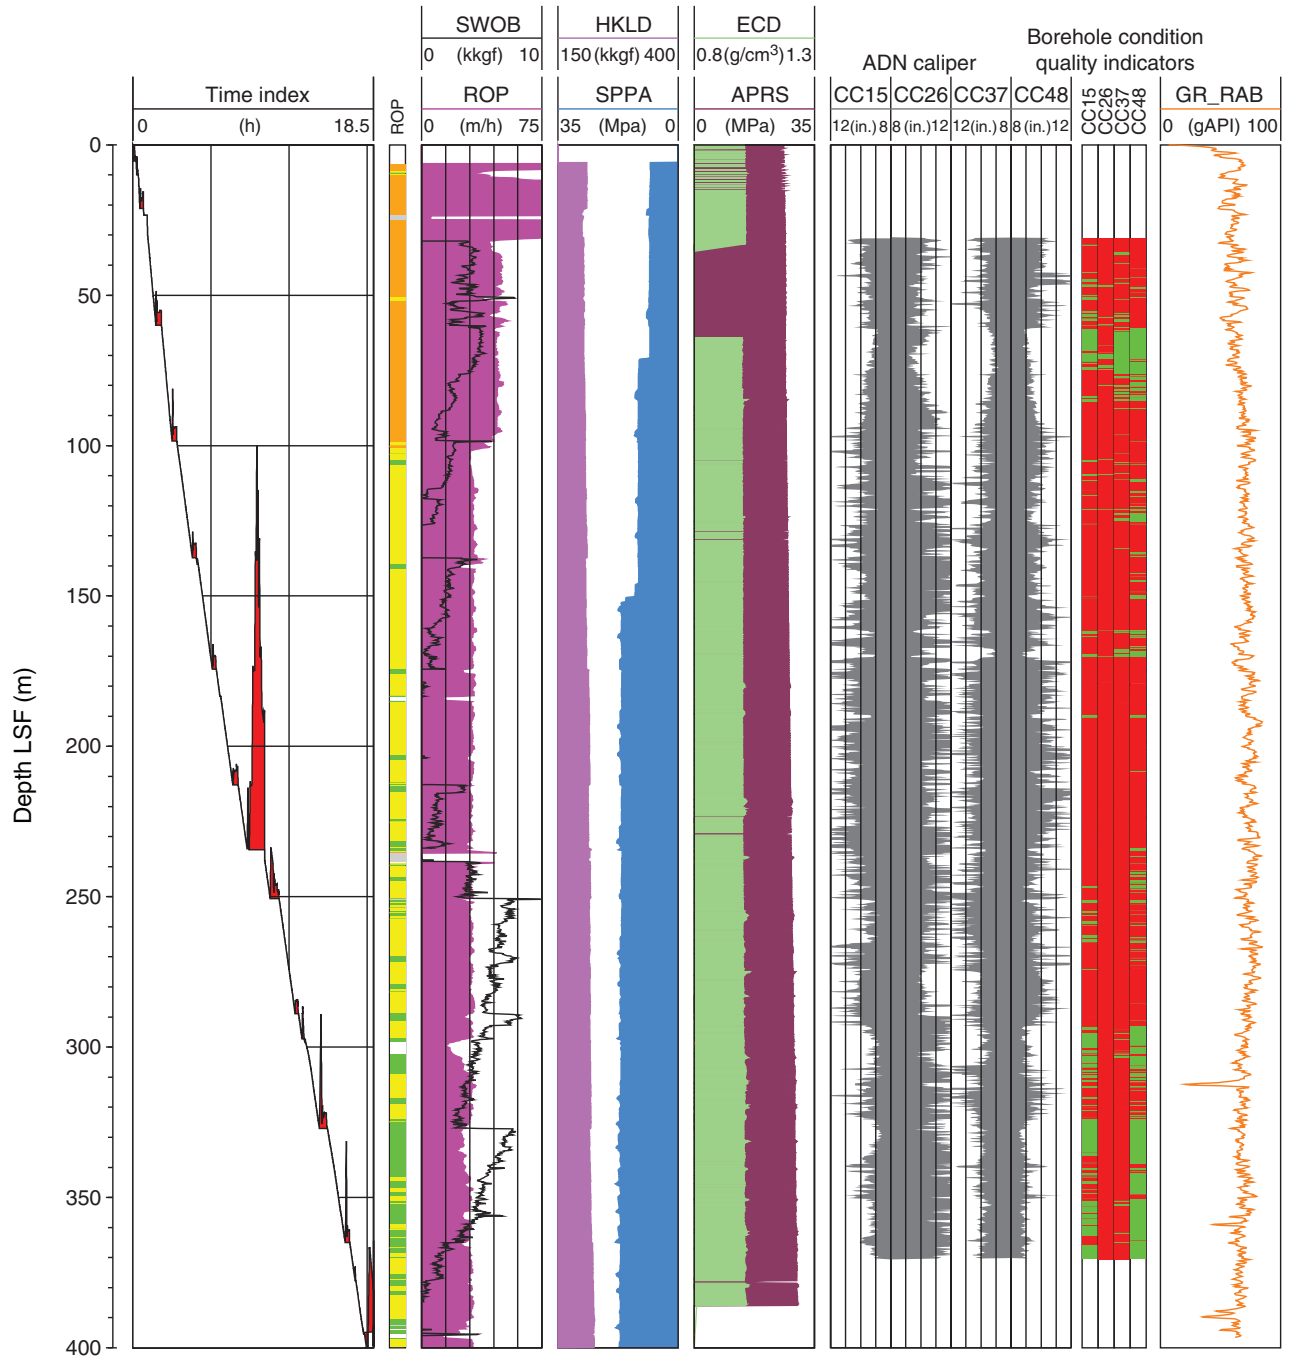 SWOB HKLD ECD
0 (kkgf) 10 150 (kkgf) 400 0.8 (g/cm³) 1.3
Borehole condition
quality indicators
ADN caliper
Time index ROP ROP SPPA APRS CC15 CC26 CC37 CC48 CC15 CC26 CC37 CC48 GR_RAB
0 (h) 18.5 0 (m/h) 75 35 (Mpa) 0 0 (MPa) 35 12 (in.) 8 8 (in.) 12 12 (in.) 8 8 (in.) 12 0 (gAPI) 100
0
50
100
150
200
250
300
350
400
Depth LSF (m)